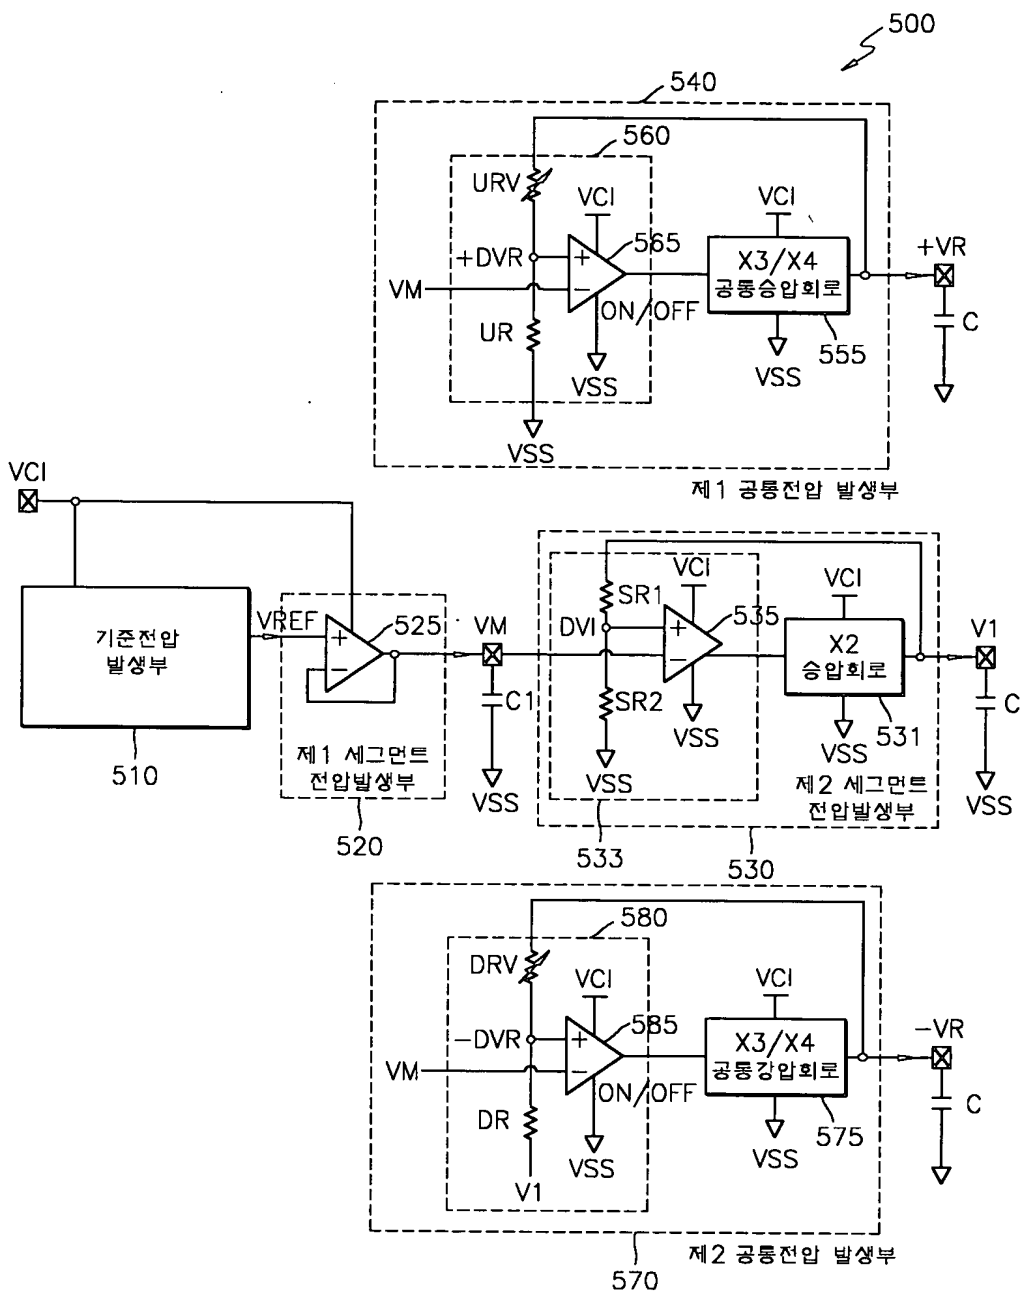 500
540
560
URV
VCI
565
VCI
+DVR
+
X3/X4
공통승압회로
+VR
VM
−
ON/OFF
C
UR
555
VSS
VSS
VSS
제1 공통전압 발생부
VCI
기준전압
발생부
VREF
+
525
−
VM
C1
VSS
510
제1 세그먼트
전압발생부
520
SR1
VCI
535
VCI
DVI
+
−
X2
승압회로
V1
C
SR2
VSS
VSS
VSS
531
VSS
제2 세그먼트
전압발생부
533
530
580
DRV
VCI
585
VCI
−DVR
+
X3/X4
공통강압회로
−VR
VM
−
ON/OFF
C
DR
575
VSS
VSS
V1
제2 공통전압 발생부
570